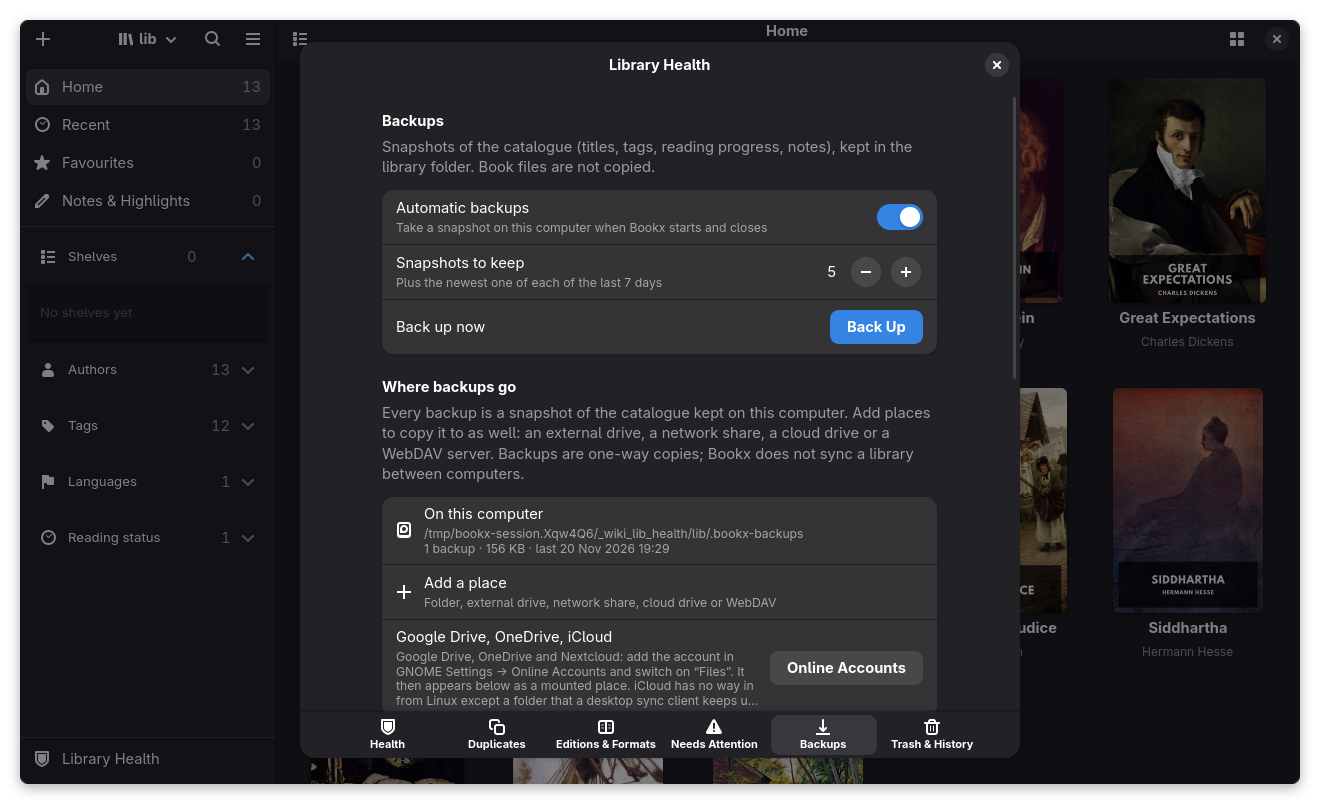 lib
Home
Home 13
Recent 13
Favourites 0
Notes & Highlights 0
Shelves 0
No shelves yet
Authors 13
Tags 12
Languages 1
Reading status 1
Library Health
Library Health
Backups
Snapshots of the catalogue (titles, tags, reading progress, notes), kept in the
library folder. Book files are not copied.
Automatic backups
Take a snapshot on this computer when Bookx starts and closes
Snapshots to keep
Plus the newest one of each of the last 7 days
5
Back up now
Back Up
Where backups go
Every backup is a snapshot of the catalogue kept on this computer. Add places
to copy it to as well: an external drive, a network share, a cloud drive or a
WebDAV server. Backups are one-way copies; Bookx does not sync a library
between computers.
On this computer
/tmp/bookx-session.Xqw4Q6/_wiki_lib_health/lib/.bookx-backups
1 backup · 156 KB · last 20 Nov 2026 19:29
Add a place
Folder, external drive, network share, cloud drive or WebDAV
Google Drive, OneDrive, iCloud
Google Drive, OneDrive and Nextcloud: add the account in
GNOME Settings → Online Accounts and switch on “Files”. It
then appears below as a mounted place. iCloud has no way in
from Linux except a folder that a desktop sync client keeps u…
Online Accounts
Health
Duplicates
Editions & Formats
Needs Attention
Backups
Trash & History
GREAT
EXPECTATIONS
CHARLES DICKENS
Great Expectations
Charles Dickens
SIDDHARTHA
HERMANN HESSE
Siddhartha
Hermann Hesse